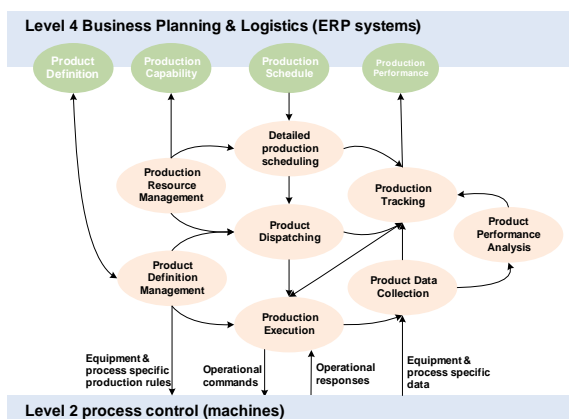 Level 4 Business Planning & Logistics (ERP systems)
Product
Definition
Production
Capability
Production
Schedule
Production
Performance
Detailed
production
scheduling
Production
Resource
Management
Production
Tracking
Product
Dispatching
Product
Performance
Analysis
Product
Definition
Management
Product Data
Collection
Production
Execution
Equipment &
process specific
production rules
Operational
commands
Operational
responses
Equipment &
process specific
data
Level 2 process control (machines)